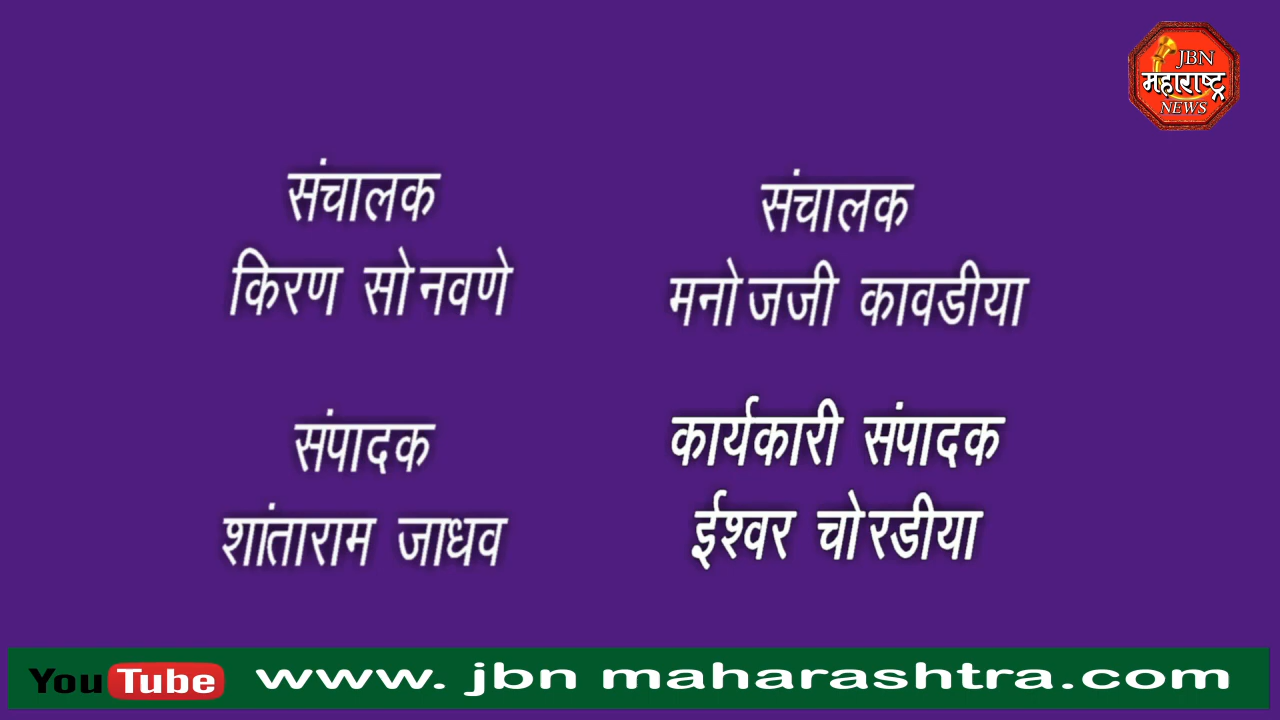 JBN
महाराष्ट्र
NEWS
संचालक
किरण सोनवणे
संचालक
मनोजजी कावडीया
संपादक
शांताराम जाधव
कार्यकारी संपादक
ईश्वर चोरडीया
YouTube www. jbn maharashtra.com